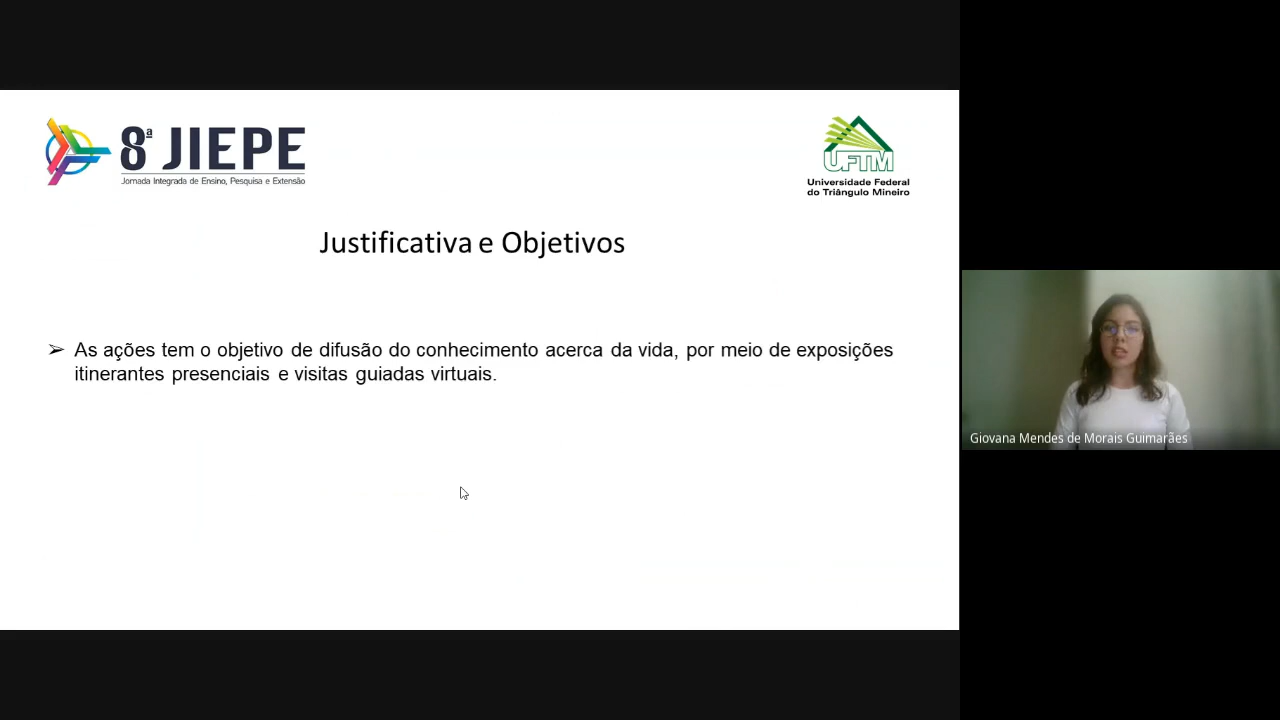 8ª JIEPE
Jornada Integrada de Ensino, Pesquisa e Extensão
UFTM
Universidade Federal
do Triângulo Mineiro
Justificativa e Objetivos
➢ As ações tem o objetivo de difusão do conhecimento acerca da vida, por meio de exposições
itinerantes presenciais e visitas guiadas virtuais.
Giovana Mendes de Morais Guimarães